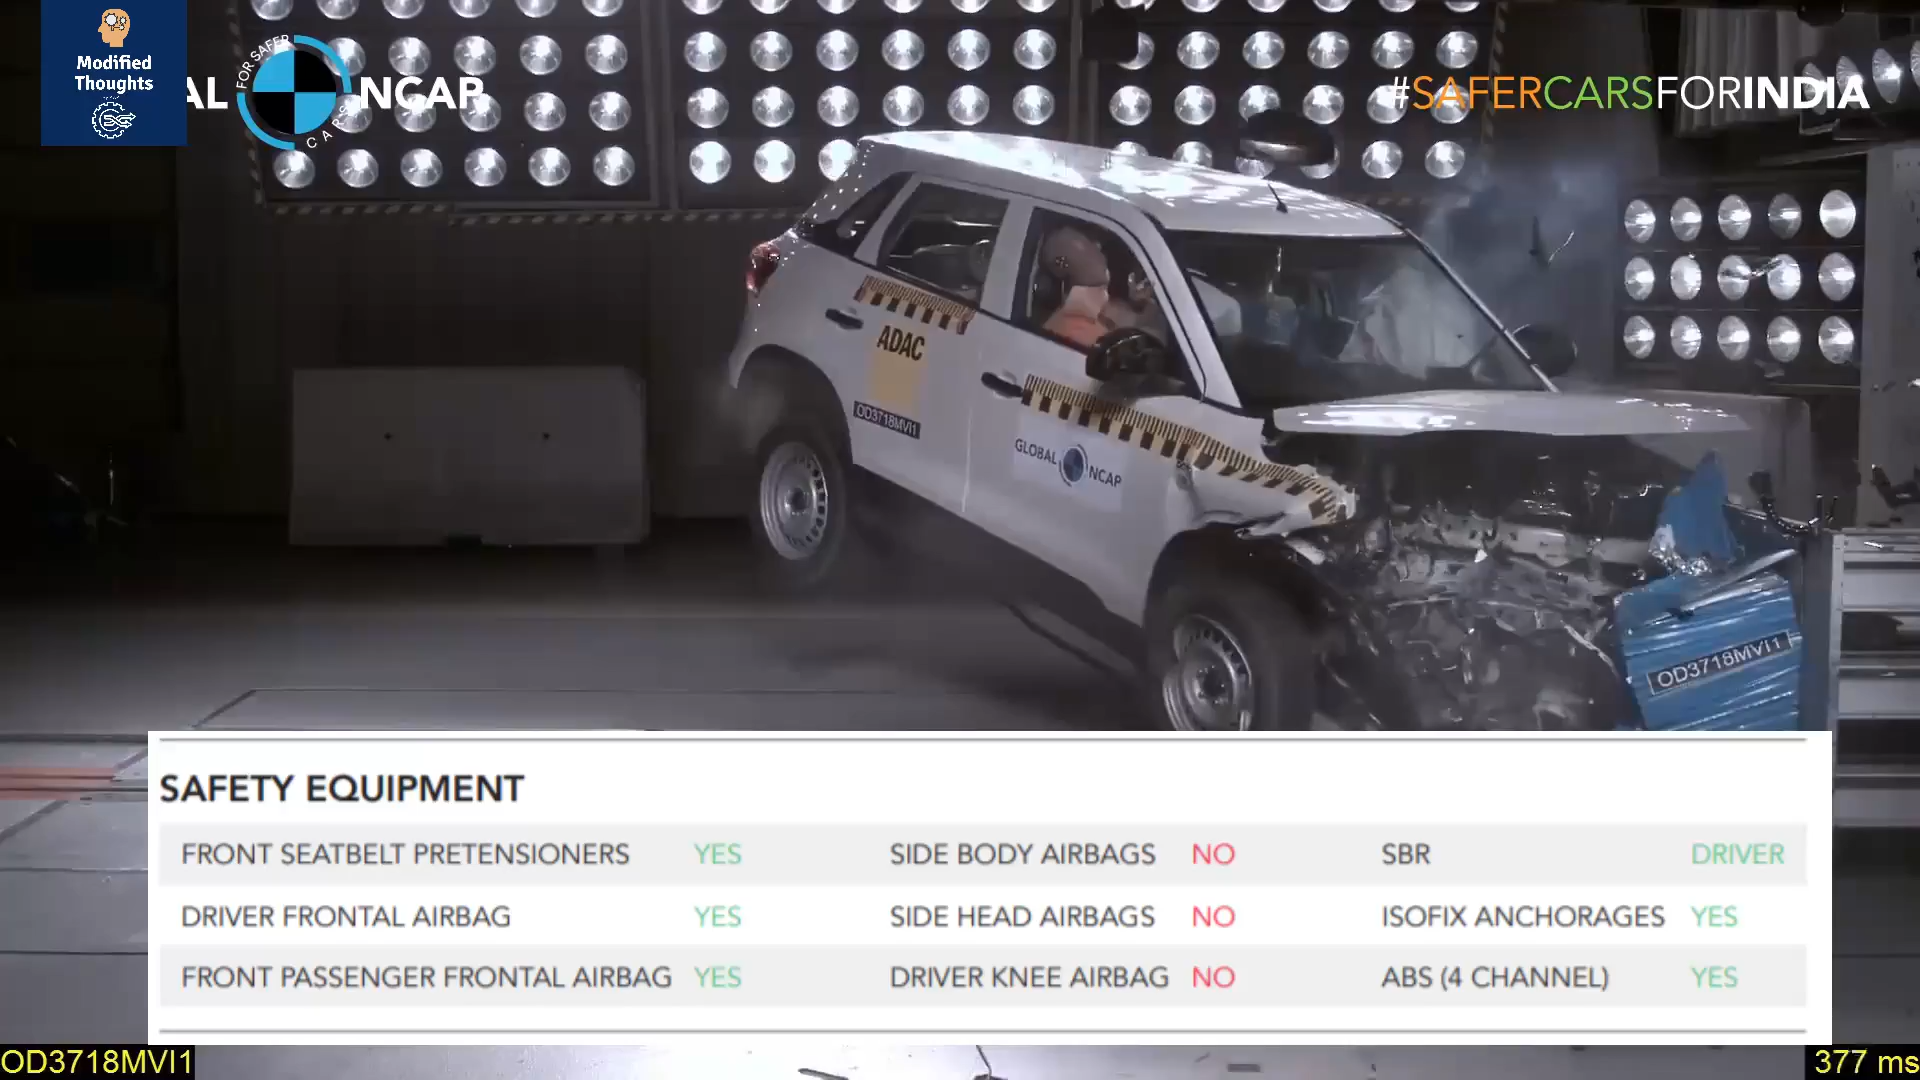 Modified
Thoughts
AL
FOR SAFER
CARS
NCAP
#SAFERCARSFORINDIA
ADAC
OD3718MVI1
GLOBAL NCAP
OD3718MVI1
SAFETY EQUIPMENT
FRONT SEATBELT PRETENSIONERS YES SIDE BODY AIRBAGS NO SBR DRIVER
DRIVER FRONTAL AIRBAG YES SIDE HEAD AIRBAGS NO ISOFIX ANCHORAGES YES
FRONT PASSENGER FRONTAL AIRBAG YES DRIVER KNEE AIRBAG NO ABS (4 CHANNEL) YES
OD3718MVI1
377 ms